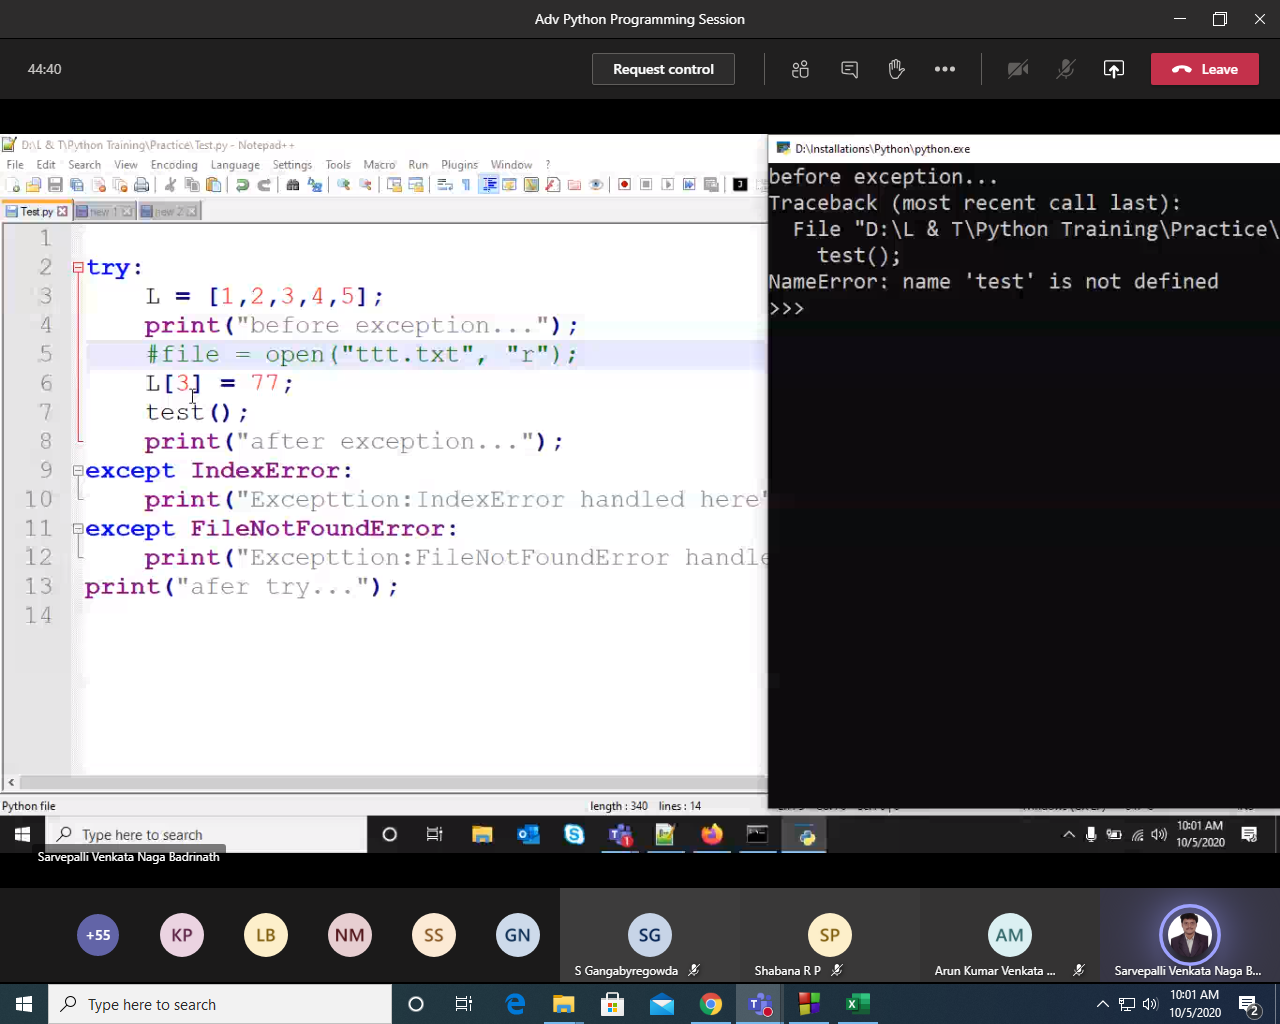 Adv Python Programming Session
44:40
Request control
Leave
D:\L & T\Python Training\Practice\Test.py - Notepad++
File Edit Search View Encoding Language Settings Tools Macro Run Plugins Window ?
Test.py new 1 new 2
1
2 try:
3 L = [1,2,3,4,5];
4 print("before exception...");
5 #file = open("ttt.txt", "r");
6 L[3] = 77;
7 test();
8 print("after exception...");
9 except IndexError:
10 print("Excepttion:IndexError handled here"
11 except FileNotFoundError:
12 print("Excepttion:FileNotFoundError handle
13 print("afer try...");
14
Python file length : 340 lines : 14
D:\Installations\Python\python.exe
before exception...
Traceback (most recent call last):
File "D:\L & T\Python Training\Practice\
test();
NameError: name 'test' is not defined
>>>
Type here to search
10:01 AM
10/5/2020
Sarvepalli Venkata Naga Badrinath
+55
KP
LB
NM
SS
GN
SG
S Gangabyregowda
SP
Shabana R P
AM
Arun Kumar Venkata ...
Sarvepalli Venkata Naga B...
Type here to search
10:01 AM
10/5/2020
2